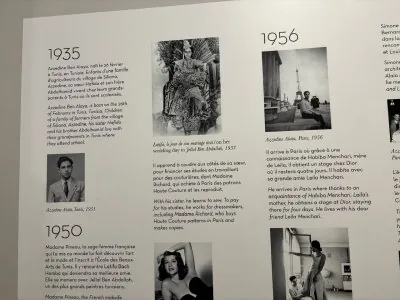 1935
Azzedine Ben Alaya, naît le 26 février
à Tunis, en Tunisie. Enfants d'une famille
d'agriculteurs du village de Siliana,
Azzedine, sa sœur Hafida et son frère
Abdelhamid vivent chez leurs grands-
parents à Tunis où ils sont scolarisés.
Azzedine Ben Alaya, is born on the 26th
of February in Tunis, Tunisia. Children
of a family of farmers from the village
of Siliana, Azzedine, his sister Hafida
and his brother Abdelhamid live with
their grandparents in Tunis where
they attend school.
Azzedine Alaïa, Tunis, 1951
1950
Madame Pineau, la sage-femme française
qui l'a mis au monde lui fait découvrir l'art
et la mode et l'inscrit à l'École des Beaux-
Arts de Tunis. Il y rencontre Latifa Back
Hamba qui deviendra sa meilleure amie.
Elle se mariera avec Jallel Ben Abdallah,
un des plus grands peintres tunisiens.
Madame Pineau, the French midwife
Latifa, le jour de son mariage avec / on her
wedding day to Jallel Ben Abdallah, 1957
Il apprend à coudre aux côtés de sa sœur,
pour financer ses études en travaillant
pour des couturières, dont Madame
Richard, qui achète à Paris des patrons
Haute Couture et les reproduit.
With his sister, he learns to sew. To pay
for his studies, he works for dressmakers,
including Madame Richard, who buys
Haute Couture patterns in Paris and
makes copies.
1956
Azzedine Alaïa, Paris, 1956
Il arrive à Paris grâce à une
connaissance de Habiba Menchari, mère
de Leïla, il obtient un stage chez Dior
où il restera quatre jours. Il habite avec
sa grande amie Leïla Menchari.
He arrives in Paris where thanks to an
acquaintance of Habiba Menchari, Leïla's
mother, he obtains a stage at Dior, staying
there for four days. He lives with his dear
friend Leïla Menchari.
Simone
Bernard
dans la